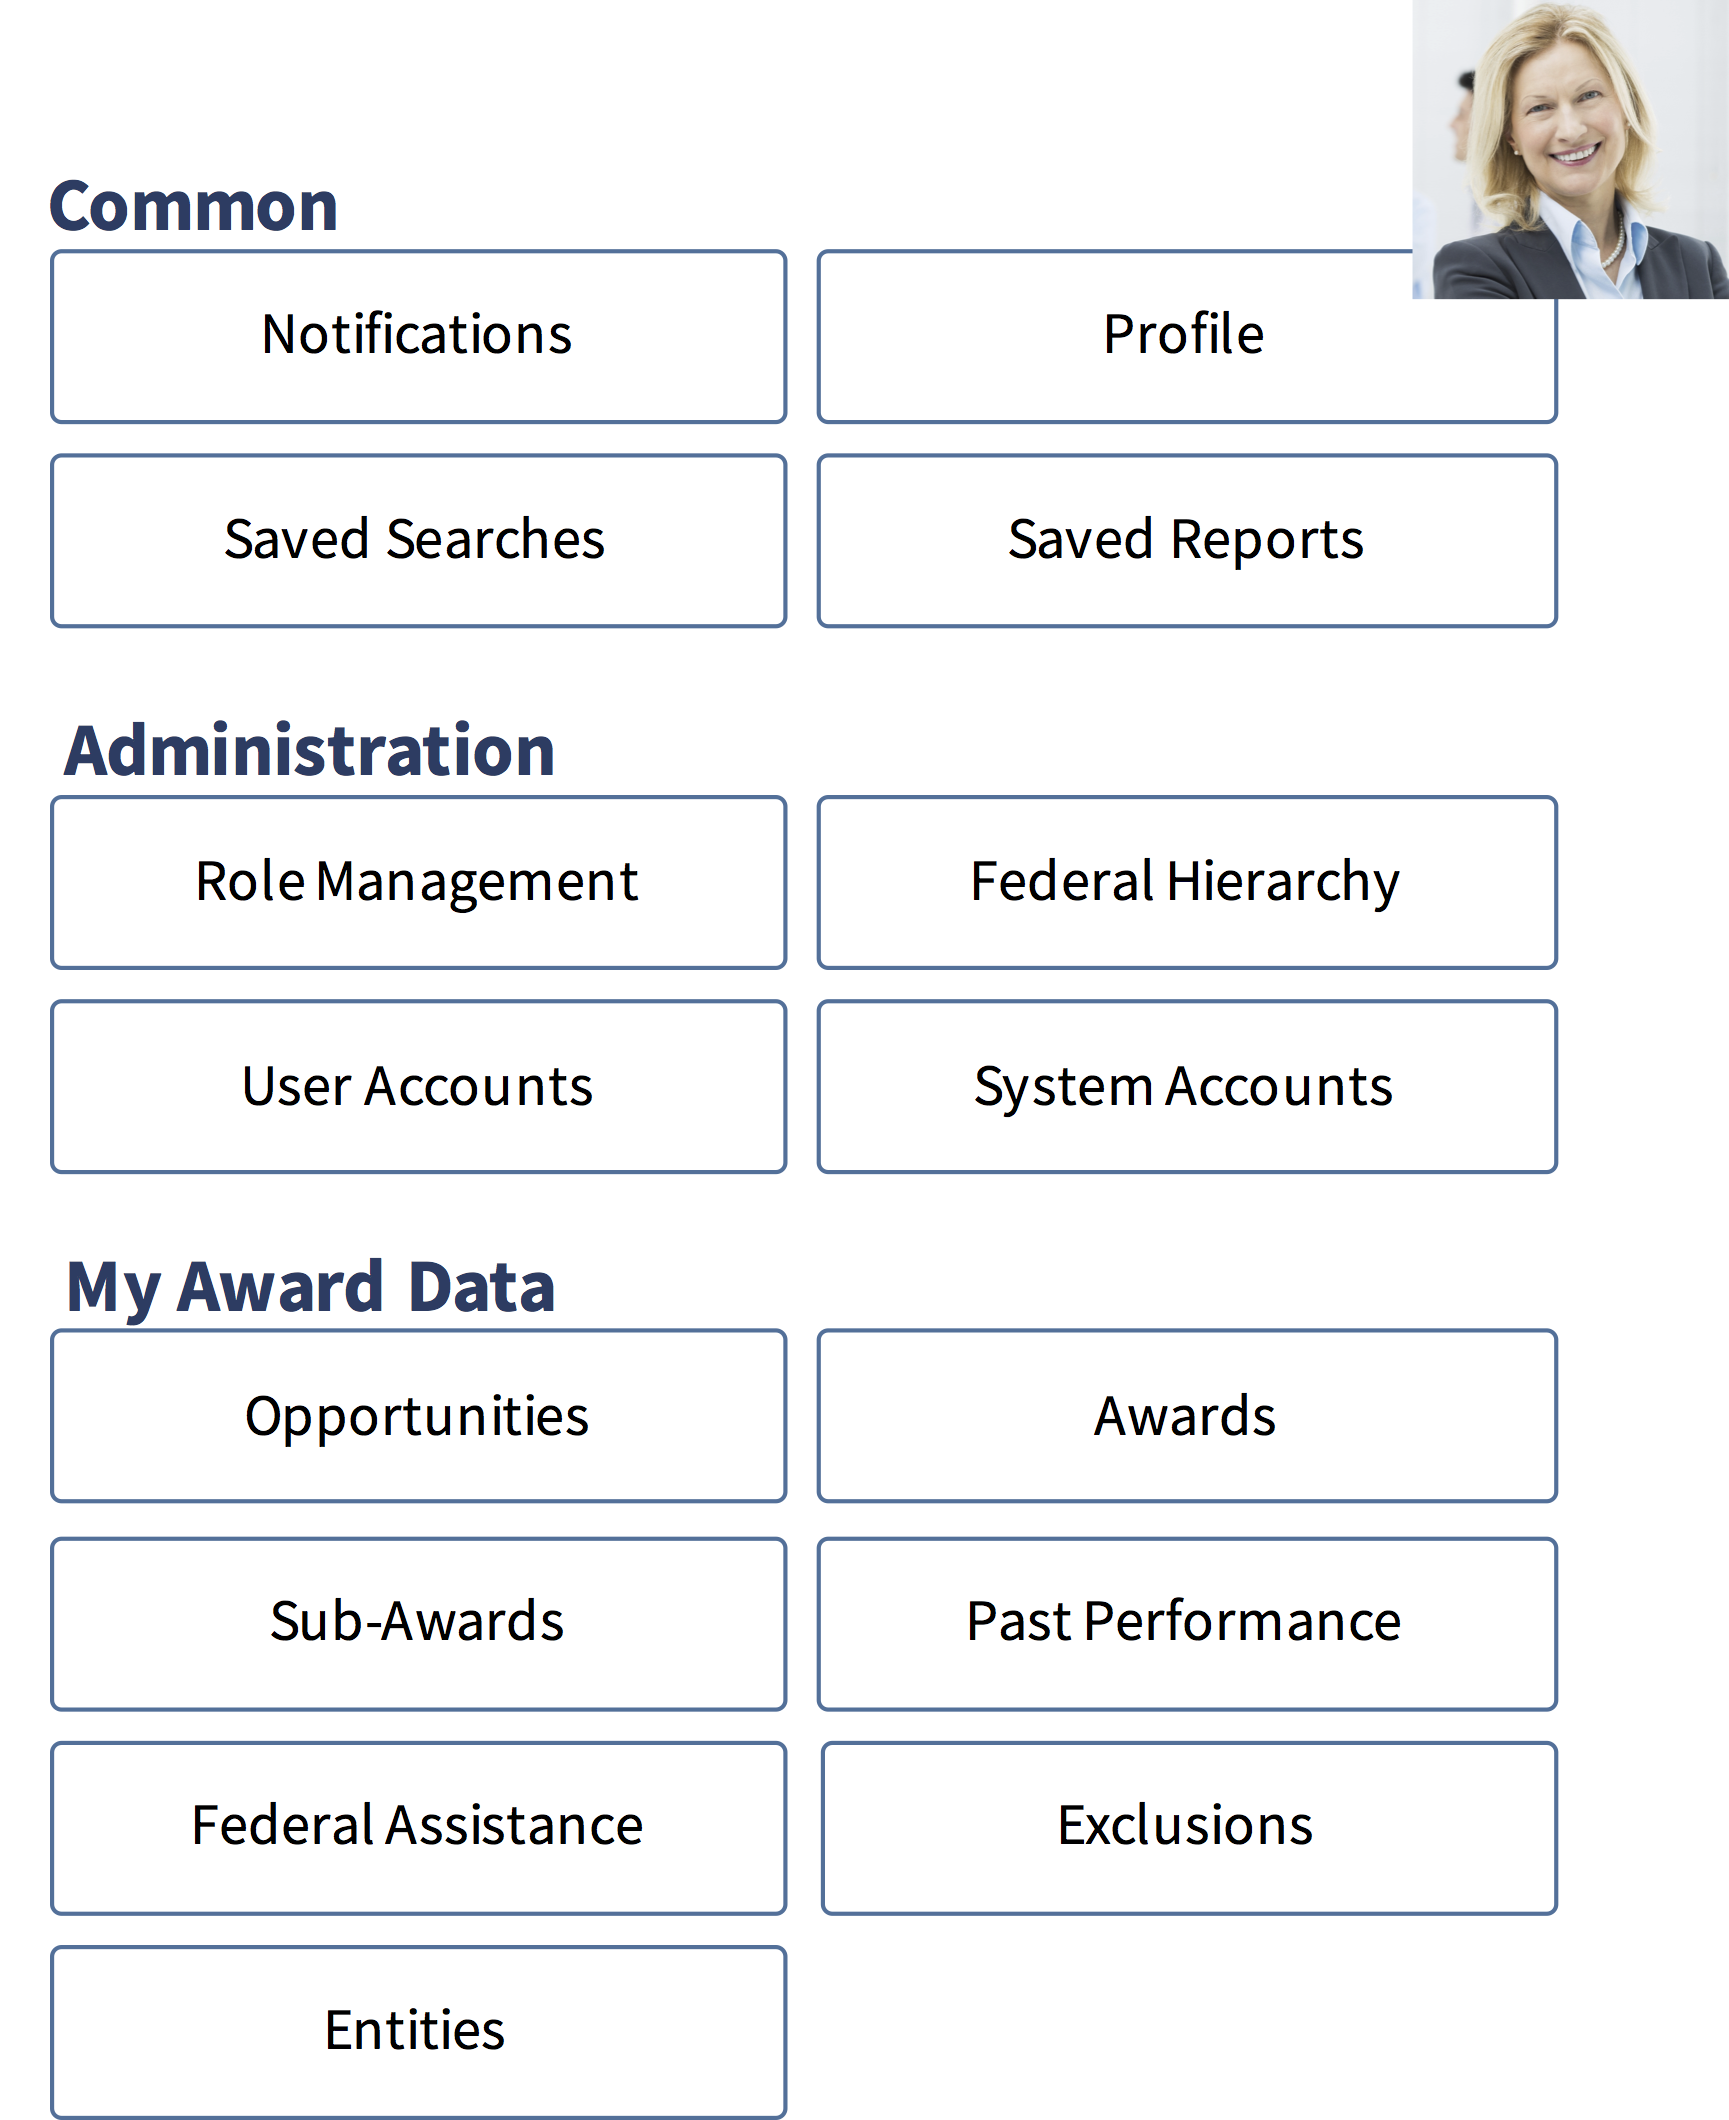 Common
Notifications
Profile
Saved Searches
Saved Reports
Administration
Role Management
Federal Hierarchy
User Accounts
System Accounts
My Award Data
Opportunities
Awards
Sub-Awards
Past Performance
Federal Assistance
Exclusions
Entities